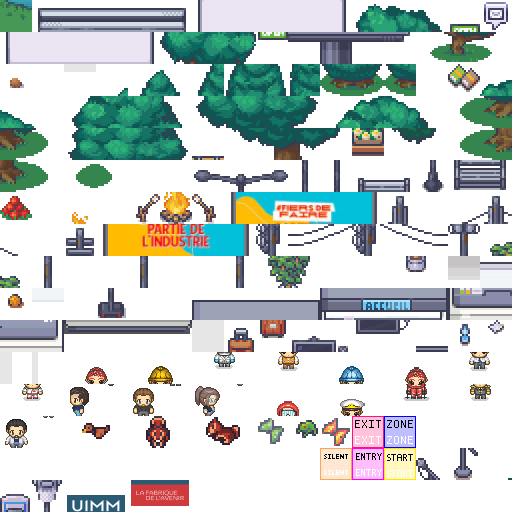 #TIERS DE
FAIRE
PARTIE DE
L'INDUSTRIE
ACCUEIL
EXIT
EXIT
ZONE
ZONE
SILENT
SILENT
ENTRY
ENTRY
START
START
UIMM
LA FABRIQUE
DE L'AVENIR